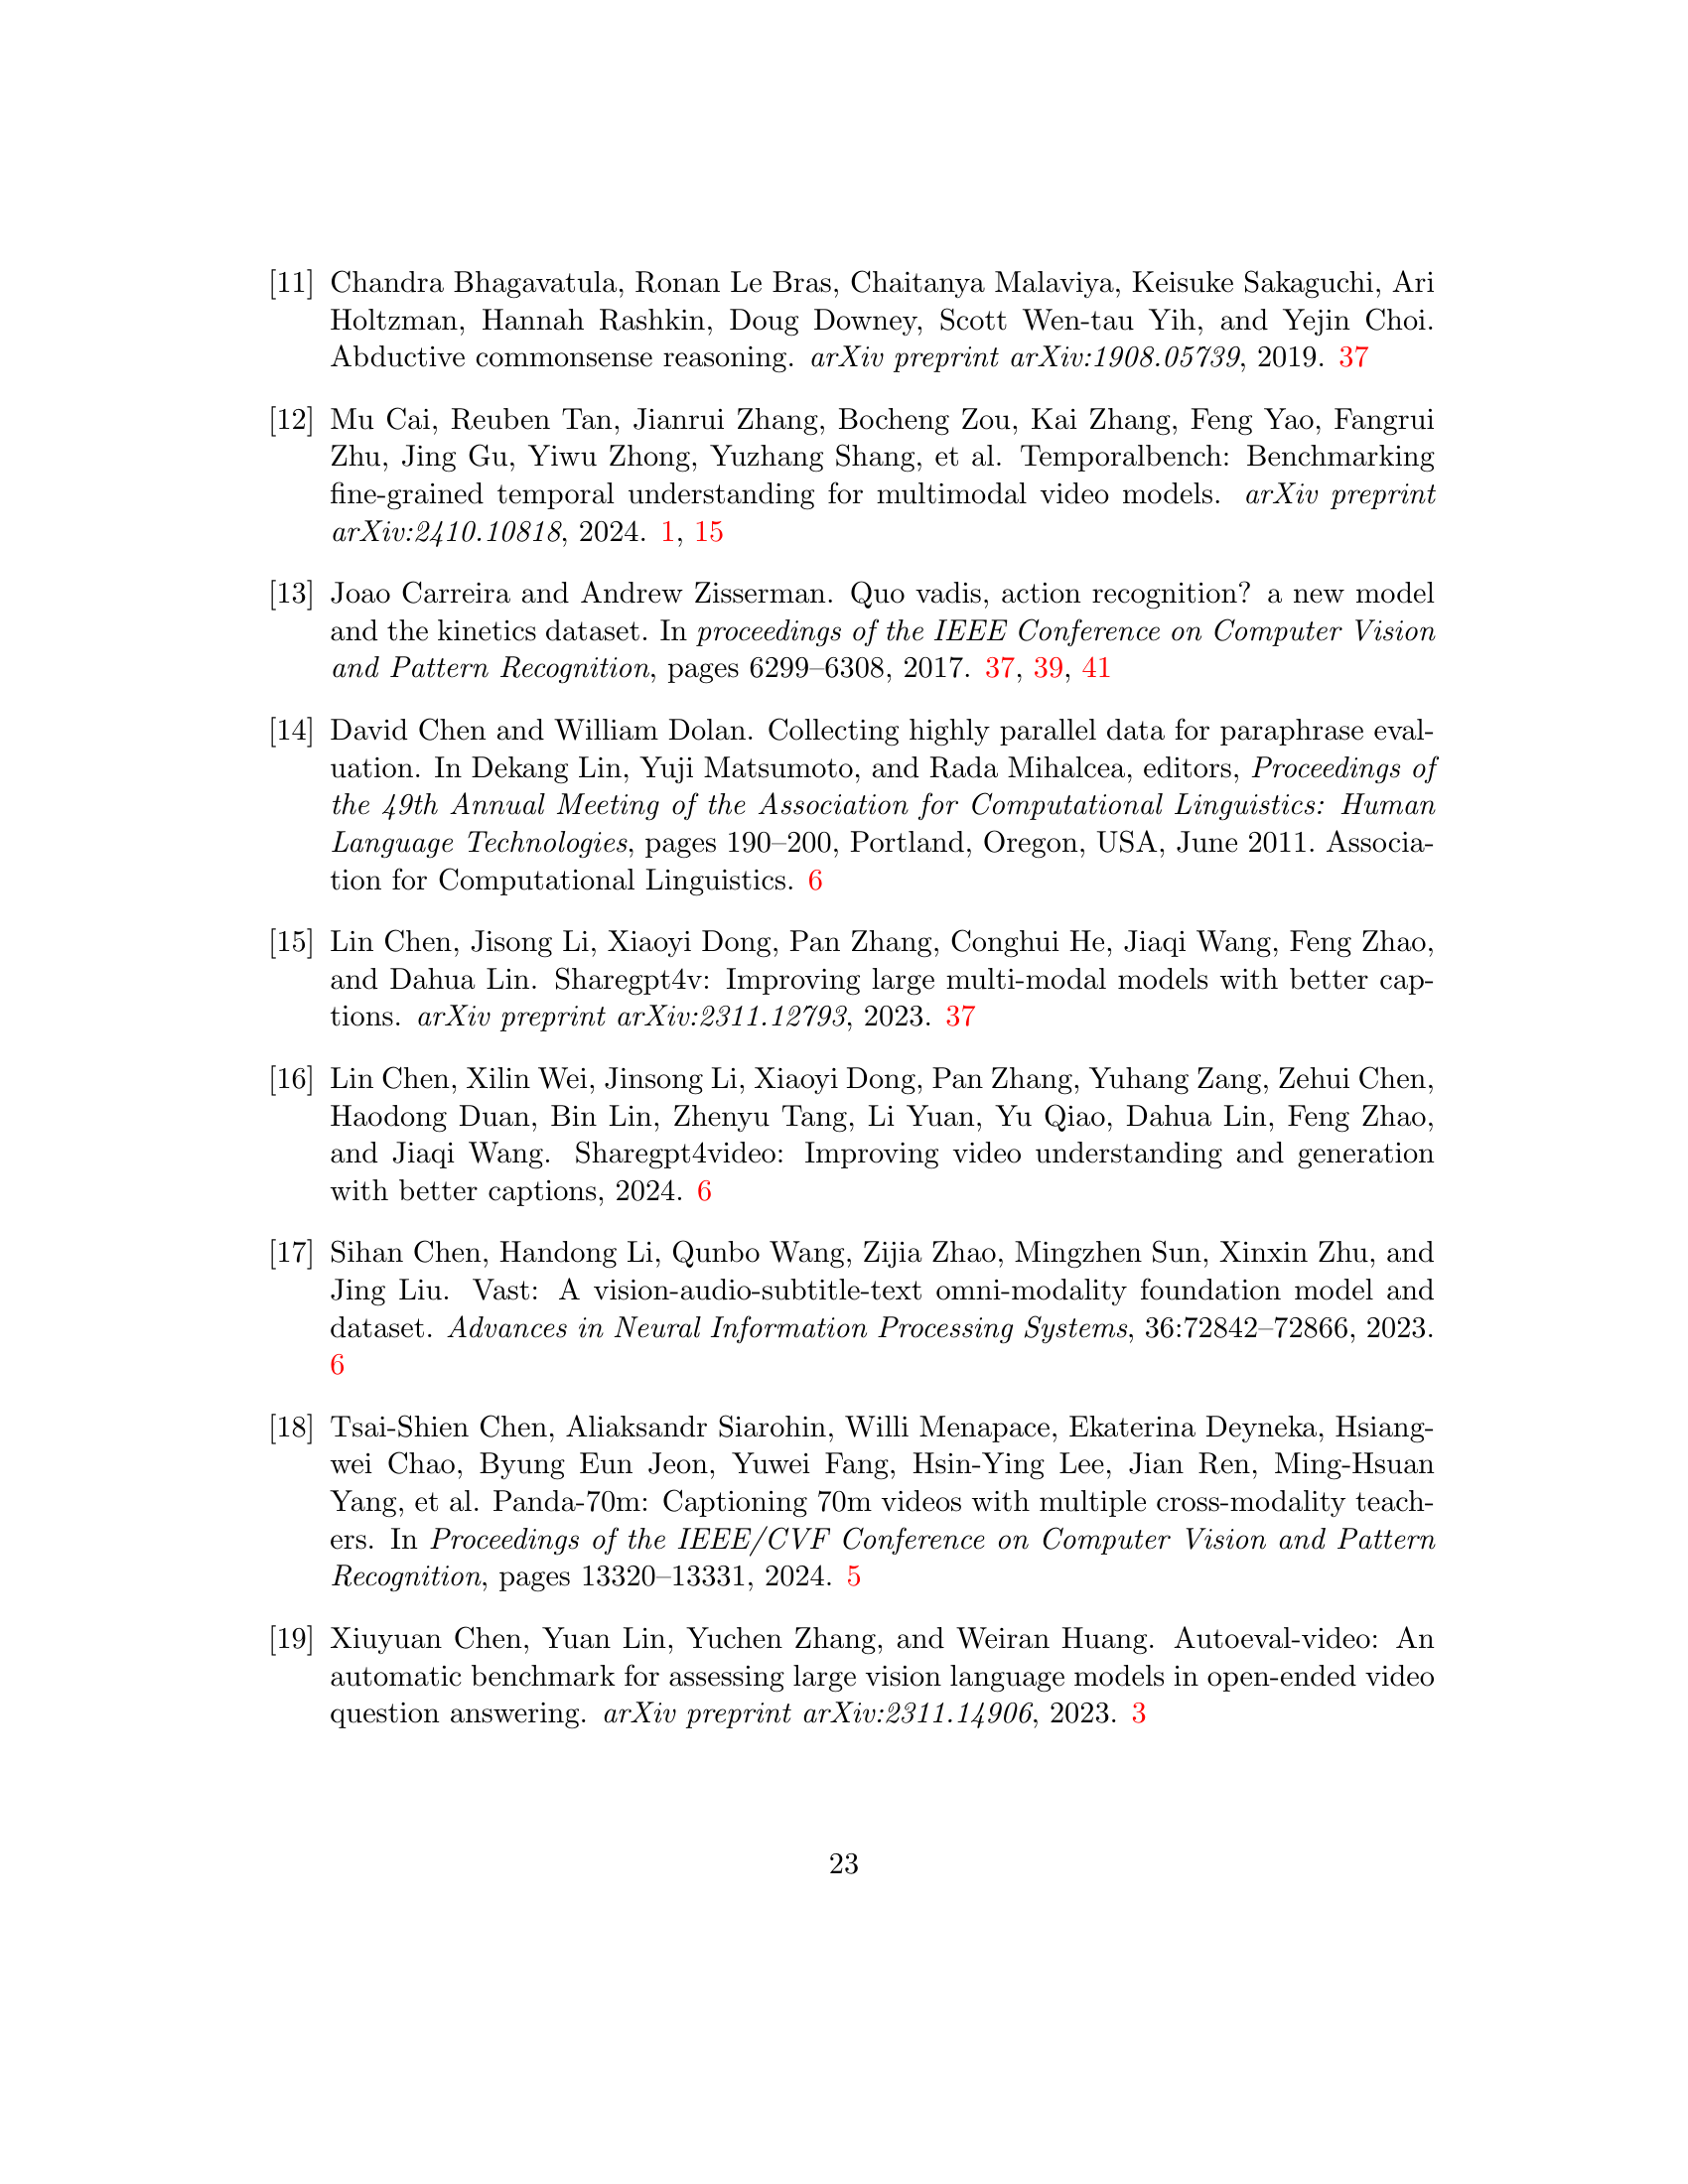 [11] Chandra Bhagavatula, Ronan Le Bras, Chaitanya Malaviya, Keisuke Sakaguchi, Ari
Holtzman, Hannah Rashkin, Doug Downey, Scott Wen-tau Yih, and Yejin Choi.
Abductive commonsense reasoning. arXiv preprint arXiv:1908.05739, 2019. 37
[12] Mu Cai, Reuben Tan, Jianrui Zhang, Bocheng Zou, Kai Zhang, Feng Yao, Fangrui
Zhu, Jing Gu, Yiwu Zhong, Yuzhang Shang, et al. Temporalbench: Benchmarking
fine-grained temporal understanding for multimodal video models. arXiv preprint
arXiv:2410.10818, 2024. 1, 15
[13] Joao Carreira and Andrew Zisserman. Quo vadis, action recognition? a new model
and the kinetics dataset. In proceedings of the IEEE Conference on Computer Vision
and Pattern Recognition, pages 6299–6308, 2017. 37, 39, 41
[14] David Chen and William Dolan. Collecting highly parallel data for paraphrase eval-
uation. In Dekang Lin, Yuji Matsumoto, and Rada Mihalcea, editors, Proceedings of
the 49th Annual Meeting of the Association for Computational Linguistics: Human
Language Technologies, pages 190–200, Portland, Oregon, USA, June 2011. Associa-
tion for Computational Linguistics. 6
[15] Lin Chen, Jisong Li, Xiaoyi Dong, Pan Zhang, Conghui He, Jiaqi Wang, Feng Zhao,
and Dahua Lin. Sharegpt4v: Improving large multi-modal models with better cap-
tions. arXiv preprint arXiv:2311.12793, 2023. 37
[16] Lin Chen, Xilin Wei, Jinsong Li, Xiaoyi Dong, Pan Zhang, Yuhang Zang, Zehui Chen,
Haodong Duan, Bin Lin, Zhenyu Tang, Li Yuan, Yu Qiao, Dahua Lin, Feng Zhao,
and Jiaqi Wang. Sharegpt4video: Improving video understanding and generation
with better captions, 2024. 6
[17] Sihan Chen, Handong Li, Qunbo Wang, Zijia Zhao, Mingzhen Sun, Xinxin Zhu, and
Jing Liu. Vast: A vision-audio-subtitle-text omni-modality foundation model and
dataset. Advances in Neural Information Processing Systems, 36:72842–72866, 2023.
6
[18] Tsai-Shien Chen, Aliaksandr Siarohin, Willi Menapace, Ekaterina Deyneka, Hsiang-
wei Chao, Byung Eun Jeon, Yuwei Fang, Hsin-Ying Lee, Jian Ren, Ming-Hsuan
Yang, et al. Panda-70m: Captioning 70m videos with multiple cross-modality teach-
ers. In Proceedings of the IEEE/CVF Conference on Computer Vision and Pattern
Recognition, pages 13320–13331, 2024. 5
[19] Xiuyuan Chen, Yuan Lin, Yuchen Zhang, and Weiran Huang. Autoeval-video: An
automatic benchmark for assessing large vision language models in open-ended video
question answering. arXiv preprint arXiv:2311.14906, 2023. 3
23